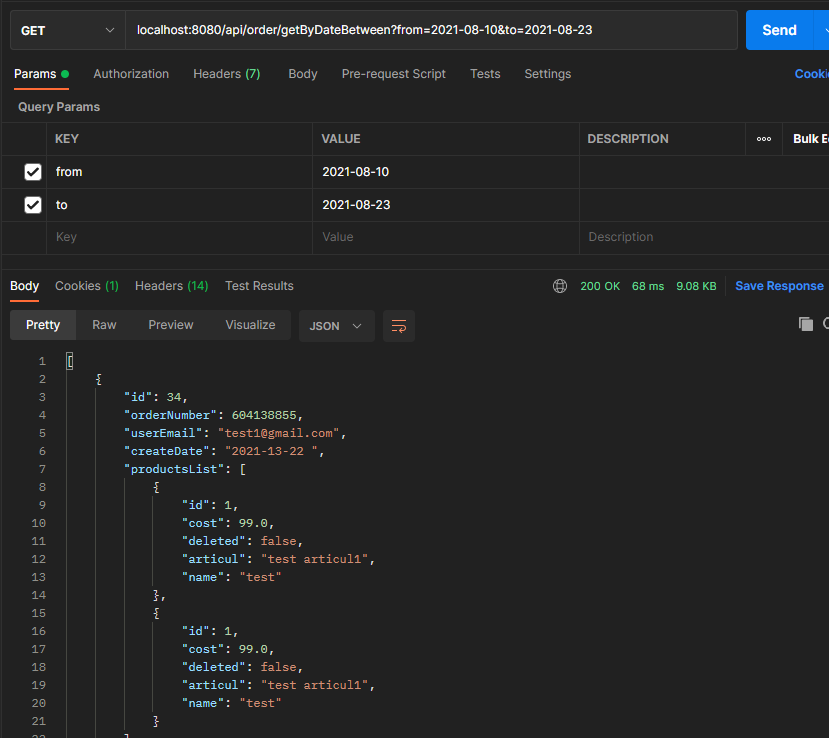 GET localhost:8080/api/order/getByDateBetween?from=2021-08-10&to=2021-08-23 Send
Params Authorization Headers (7) Body Pre-request Script Tests Settings
Query Params
KEY VALUE DESCRIPTION Bulk
from 2021-08-10
to 2021-08-23
Key Value Description
Body Cookies (1) Headers (14) Test Results 200 OK 68 ms 9.08 KB Save Response
Pretty Raw Preview Visualize JSON
1 [
2 {
3 "id": 34,
4 "orderNumber": 604138855,
5 "userEmail": "test1@gmail.com",
6 "createDate": "2021-13-22 ",
7 "productsList": [
8 {
9 "id": 1,
10 "cost": 99.0,
11 "deleted": false,
12 "articul": "test articul1",
13 "name": "test"
14 },
15 {
16 "id": 1,
17 "cost": 99.0,
18 "deleted": false,
19 "articul": "test articul1",
20 "name": "test"
21 }